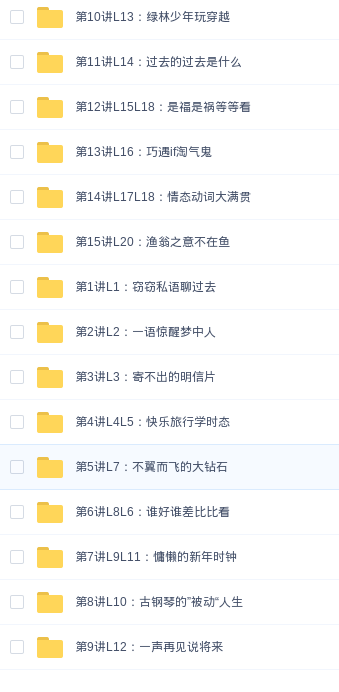 第10讲L13：绿林少年玩穿越
第11讲L14：过去的过去是什么
第12讲L15L18：是福是祸等等看
第13讲L16：巧遇if淘气鬼
第14讲L17L18：情态动词大满贯
第15讲L20：渔翁之意不在鱼
第1讲L1：窃窃私语聊过去
第2讲L2：一语惊醒梦中人
第3讲L3：寄不出的明信片
第4讲L4L5：快乐旅行学时态
第5讲L7：不翼而飞的大钻石
第6讲L8L6：谁好谁差比比看
第7讲L9L11：慵懒的新年时钟
第8讲L10：古钢琴的"被动“人生
第9讲L12：一声再见说将来